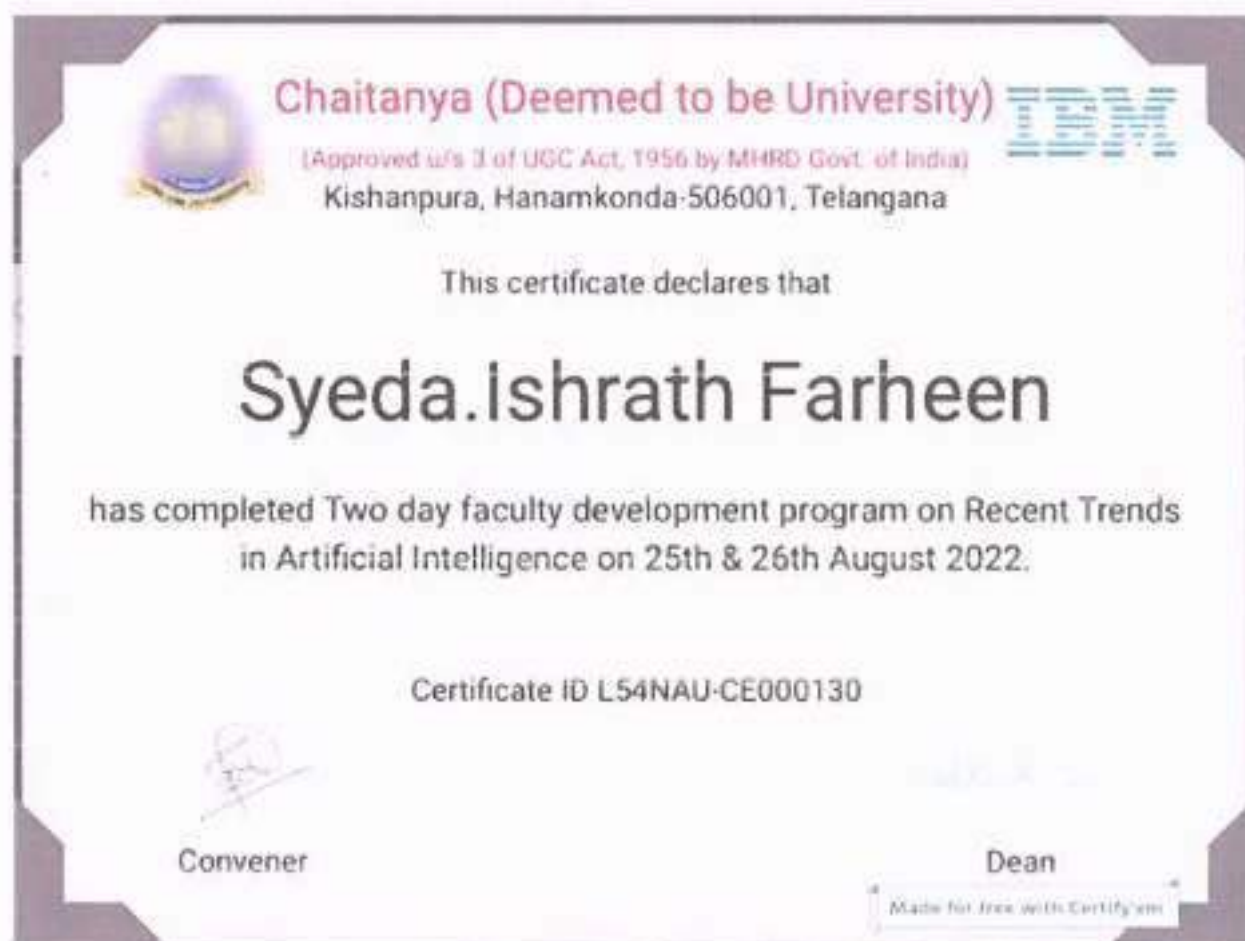 Chaitanya (Deemed to be University)
IBM
(Approved u/s 3 of UGC Act, 1956 by MHRD Govt. of India)
Kishanpura, Hanamkonda-506001, Telangana
This certificate declares that
Syeda.Ishrath Farheen
has completed Two day faculty development program on Recent Trends
in Artificial Intelligence on 25th & 26th August 2022.
Certificate ID L54NAU-CE000130
Convener
Dean
Made for free with Certify'em